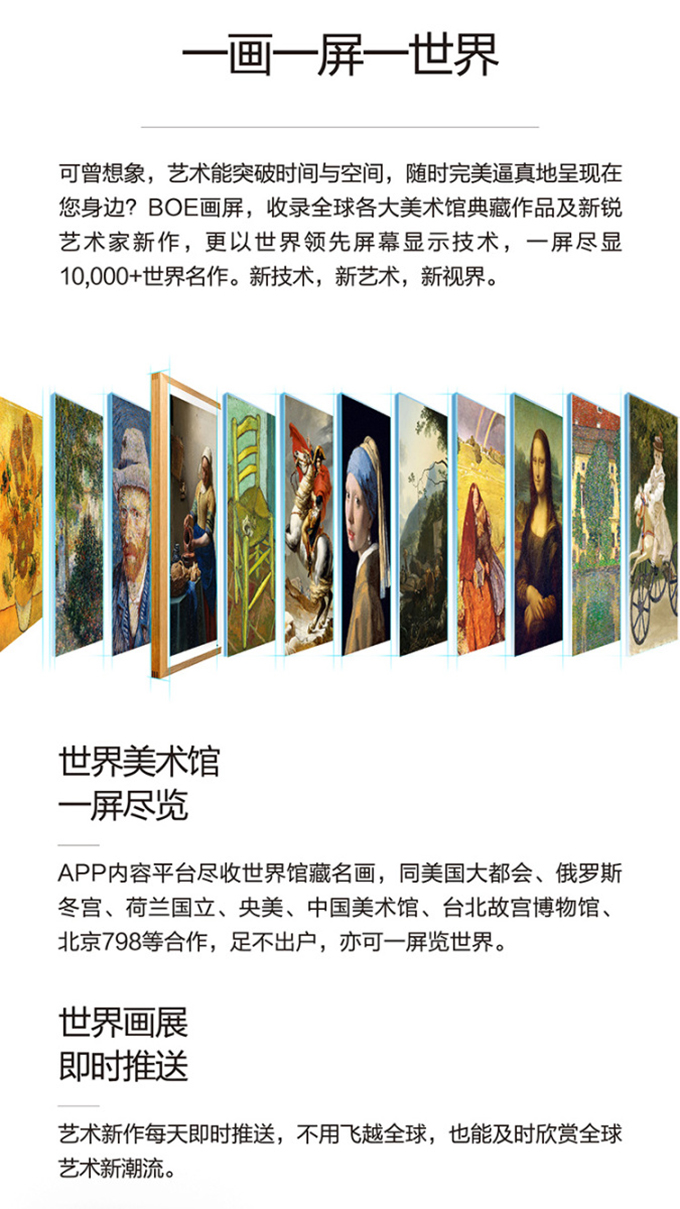 一画一屏一世界
可曾想象，艺术能突破时间与空间，随时完美逼真地呈现在
您身边？BOE画屏，收录全球各大美术馆典藏作品及新锐
艺术家新作，更以世界领先屏幕显示技术，一屏尽显
10,000+世界名作。新技术，新艺术，新视界。
世界美术馆
一屏尽览
APP内容平台尽收世界馆藏名画，同美国大都会、俄罗斯
冬宫、荷兰国立、央美、中国美术馆、台北故宫博物馆、
北京798等合作，足不出户，亦可一屏览世界。
世界画展
即时推送
艺术新作每天即时推送，不用飞越全球，也能及时欣赏全球
艺术新潮流。